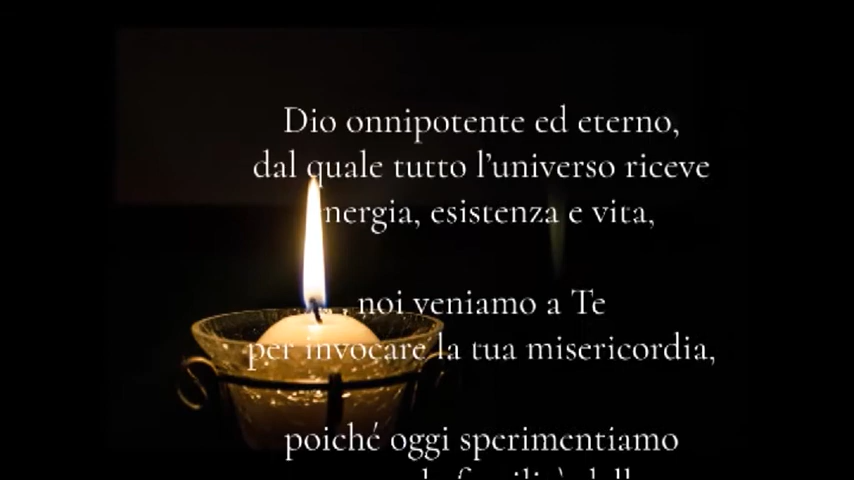 Dio onnipotente ed eterno,
dal quale tutto l'universo riceve
energia, esistenza e vita,
noi veniamo a Te
per invocare la tua misericordia,
poiché oggi sperimentiamo